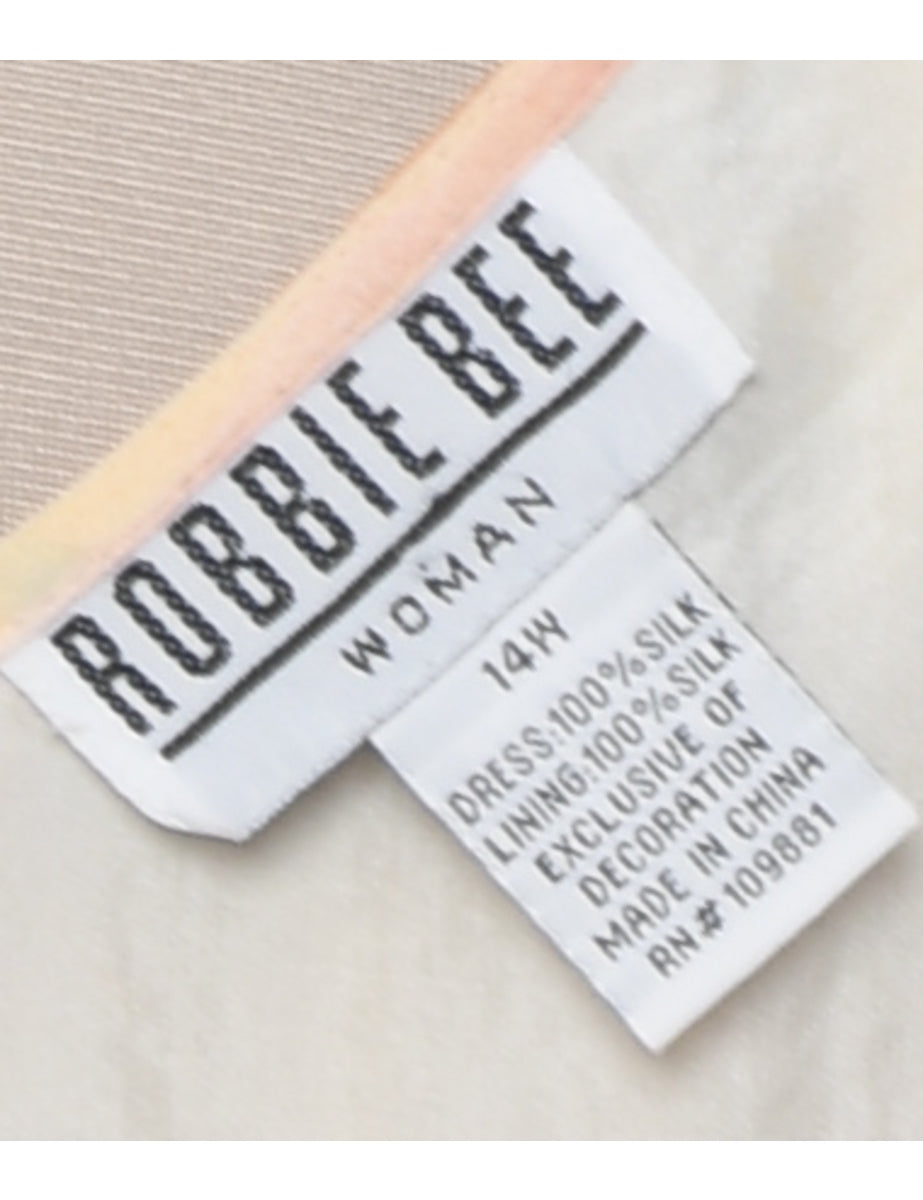 ROBBIE BEE
WOMAN
14W
DRESS:100%SILK
LINING:100%SILK
EXCLUSIVE OF
DECORATION
MADE IN CHINA
RN#109881